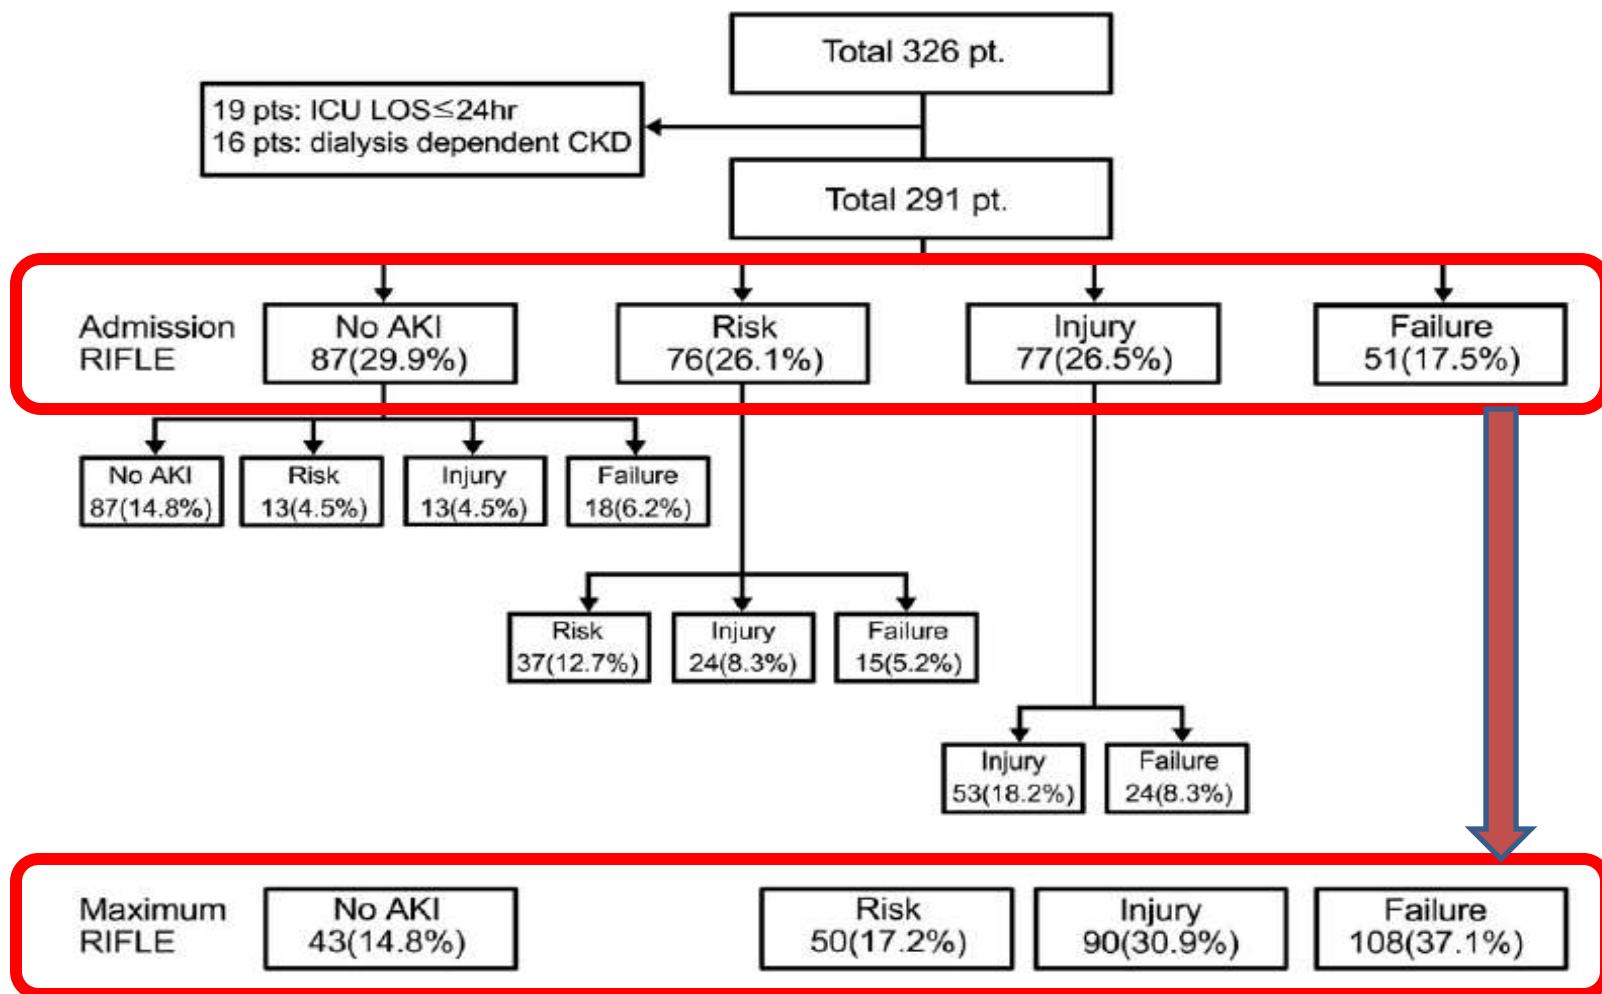 Total 326 pt.
19 pts: ICU LOS≤24hr
16 pts: dialysis dependent CKD
Total 291 pt.
Admission
RIFLE
No AKI
87(29.9%)
Risk
76(26.1%)
Injury
77(26.5%)
Failure
51(17.5%)
No AKI
87(14.8%)
Risk
13(4.5%)
Injury
13(4.5%)
Failure
18(6.2%)
Risk
37(12.7%)
Injury
24(8.3%)
Failure
15(5.2%)
Injury
53(18.2%)
Failure
24(8.3%)
Maximum
RIFLE
No AKI
43(14.8%)
Risk
50(17.2%)
Injury
90(30.9%)
Failure
108(37.1%)